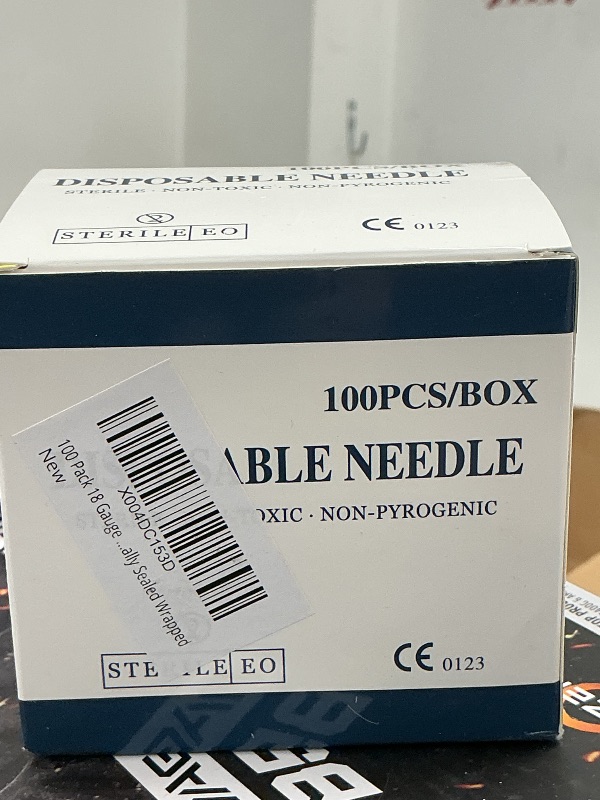 100PCS/BOX
DISPOSABLE NEEDLE
STERILE · NON-TOXIC · NON-PYROGENIC
STERILE EO
CE 0123
100PCS/BOX
DISPOSABLE NEEDLE
TOXIC · NON-PYROGENIC
X004DC153D
100 Pack 18 Gauge ...ally Sealed Wrapped
New
STERILE EO
CE 0123